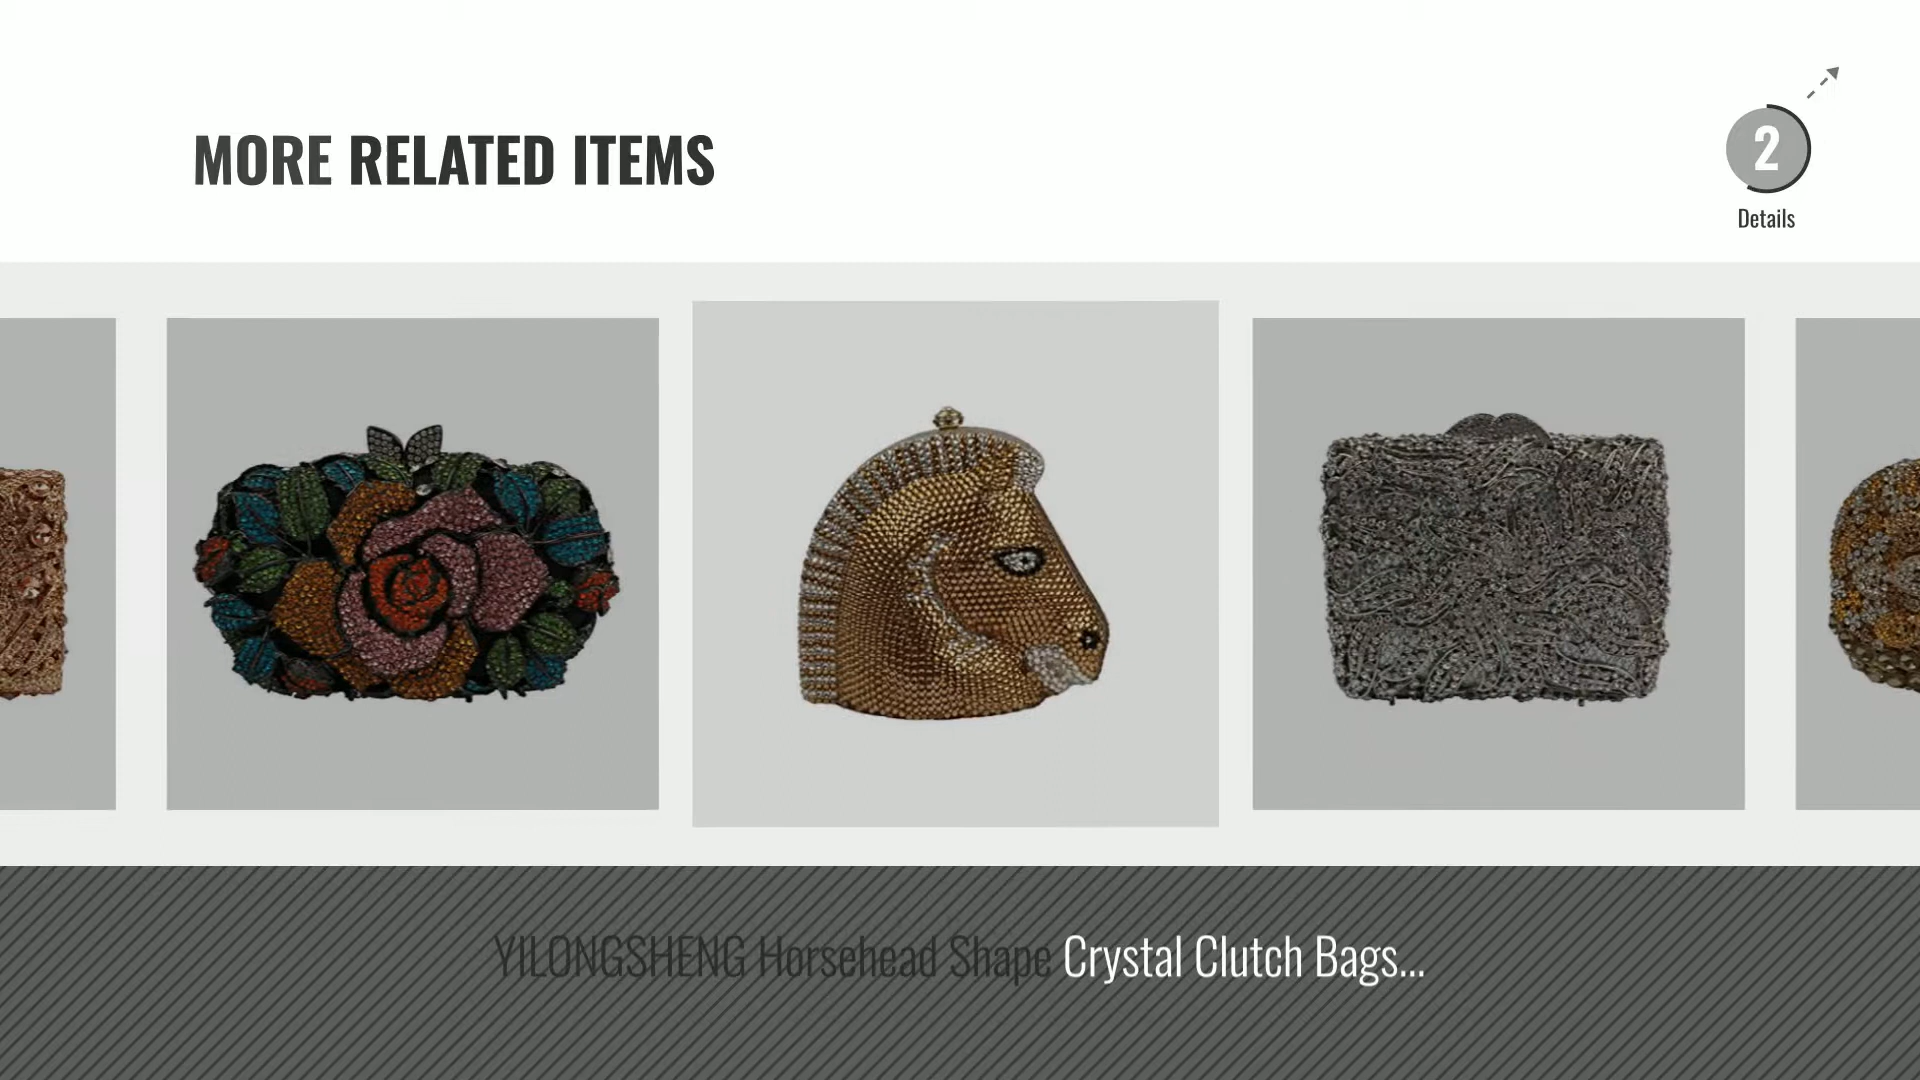 MORE RELATED ITEMS
2
Details
YILONGSHENG Horsehead Shape Crystal Clutch Bags...